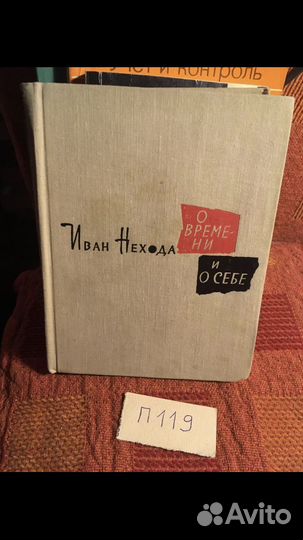 УЧЕТ И КОНТРОЛЬ
ИВАН НЕХОДА
О
ВРЕМЕ-
НИ
И
О СЕБЕ
П119
Avito